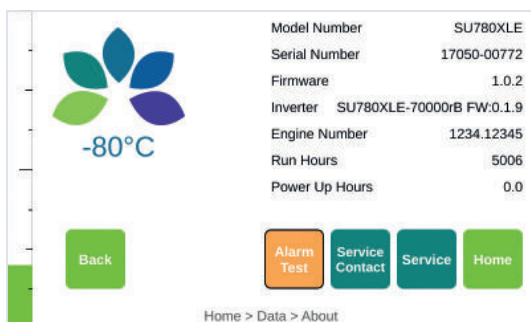 Model Number SU780XLE
Serial Number 17050-00772
Firmware 1.0.2
Inverter SU780XLE-70000rB FW:0.1.9
Engine Number 1234.12345
Run Hours 5006
Power Up Hours 0.0
-80°C
Back
Alarm
Test
Service
Contact
Service
Home
Home > Data > About